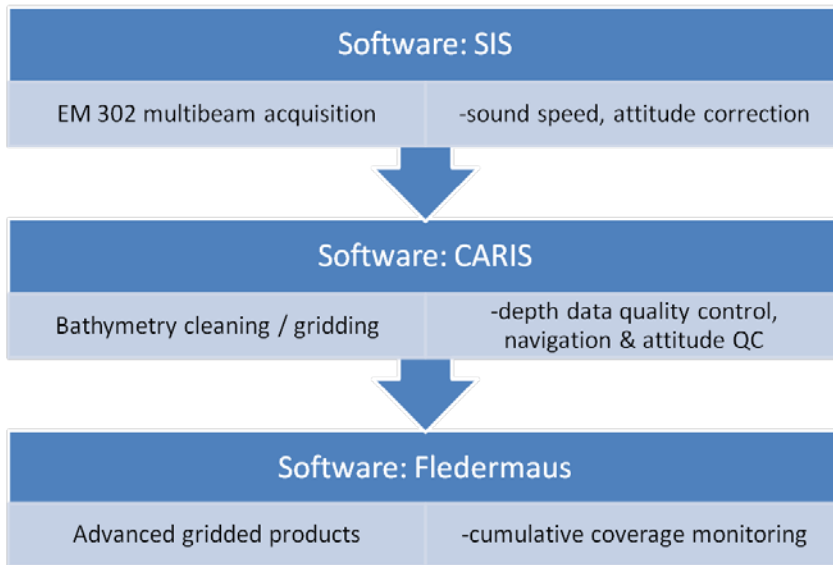 Software: SIS
EM 302 multibeam acquisition
-sound speed, attitude correction
Software: CARIS
Bathymetry cleaning / gridding
-depth data quality control,
navigation & attitude QC
Software: Fledermaus
Advanced gridded products
-cumulative coverage monitoring